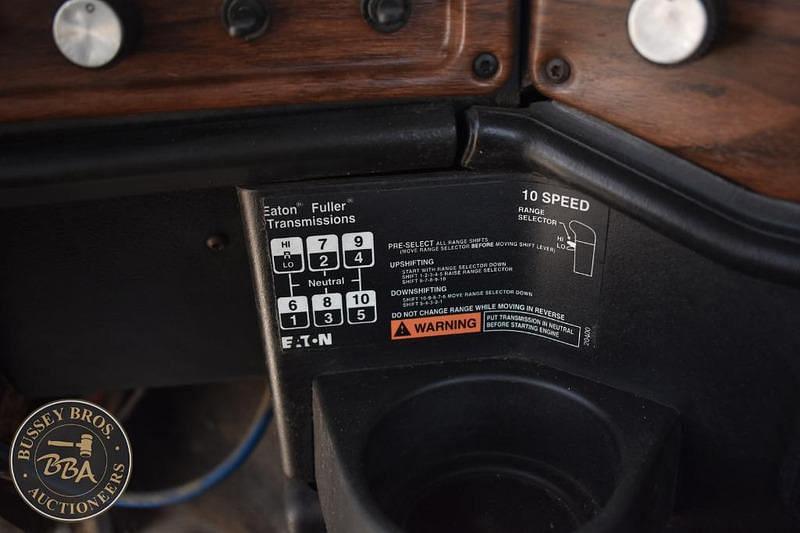 Eaton® Fuller®
Transmissions
HI
R
LO
7
2
9
4
Neutral
6
1
8
3
10
5
EATON
10 SPEED
RANGE
SELECTOR
HI
LO
PRE-SELECT ALL RANGE SHIFTS
(MOVE RANGE SELECTOR BEFORE MOVING SHIFT LEVER)
UPSHIFTING
START WITH RANGE SELECTOR DOWN
SHIFT 1-2-3-4-5 RAISE RANGE SELECTOR
SHIFT 6-7-8-9-10
DOWNSHIFTING
SHIFT 10-9-8-7-6 MOVE RANGE SELECTOR DOWN
SHIFT 5-4-3-2-1
DO NOT CHANGE RANGE WHILE MOVING IN REVERSE
WARNING
PUT TRANSMISSION IN NEUTRAL
BEFORE STARTING ENGINE
BUSSEY BROS.
BBA
AUCTIONEERS